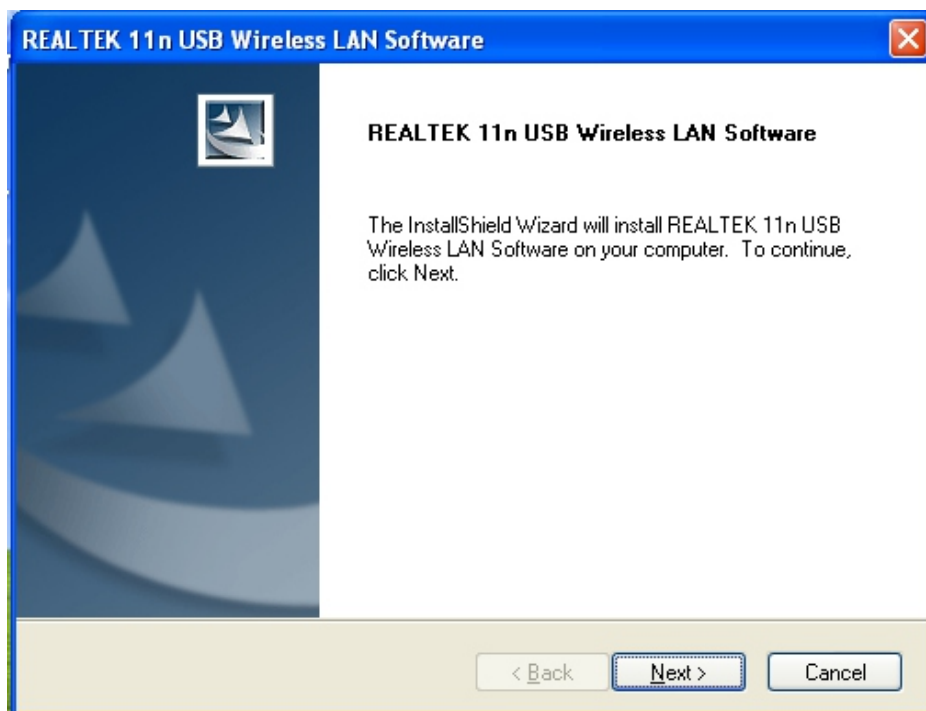 REALTEK 11n USB Wireless LAN Software
REALTEK 11n USB Wireless LAN Software
The InstallShield Wizard will install REALTEK 11n USB
Wireless LAN Software on your computer.  To continue,
click Next.
< Back
Next >
Cancel